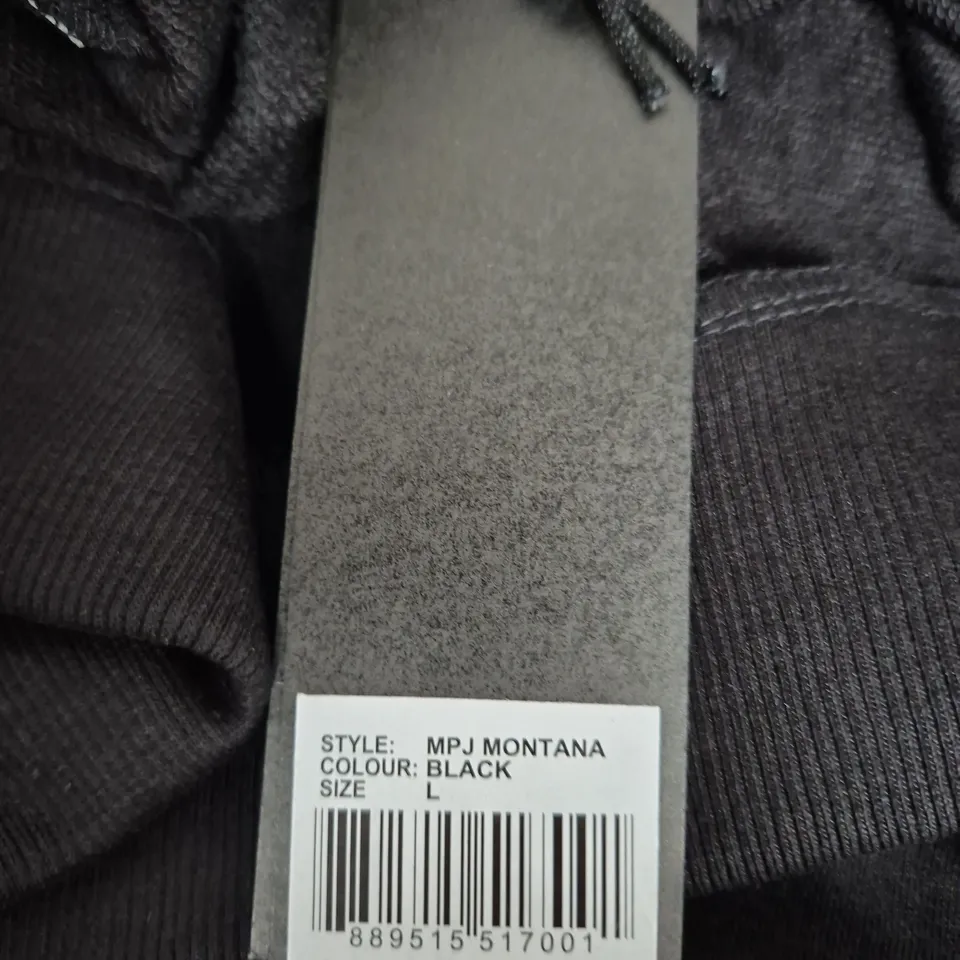 STYLE: MPJ MONTANA
COLOUR: BLACK
SIZE L
889515 517001